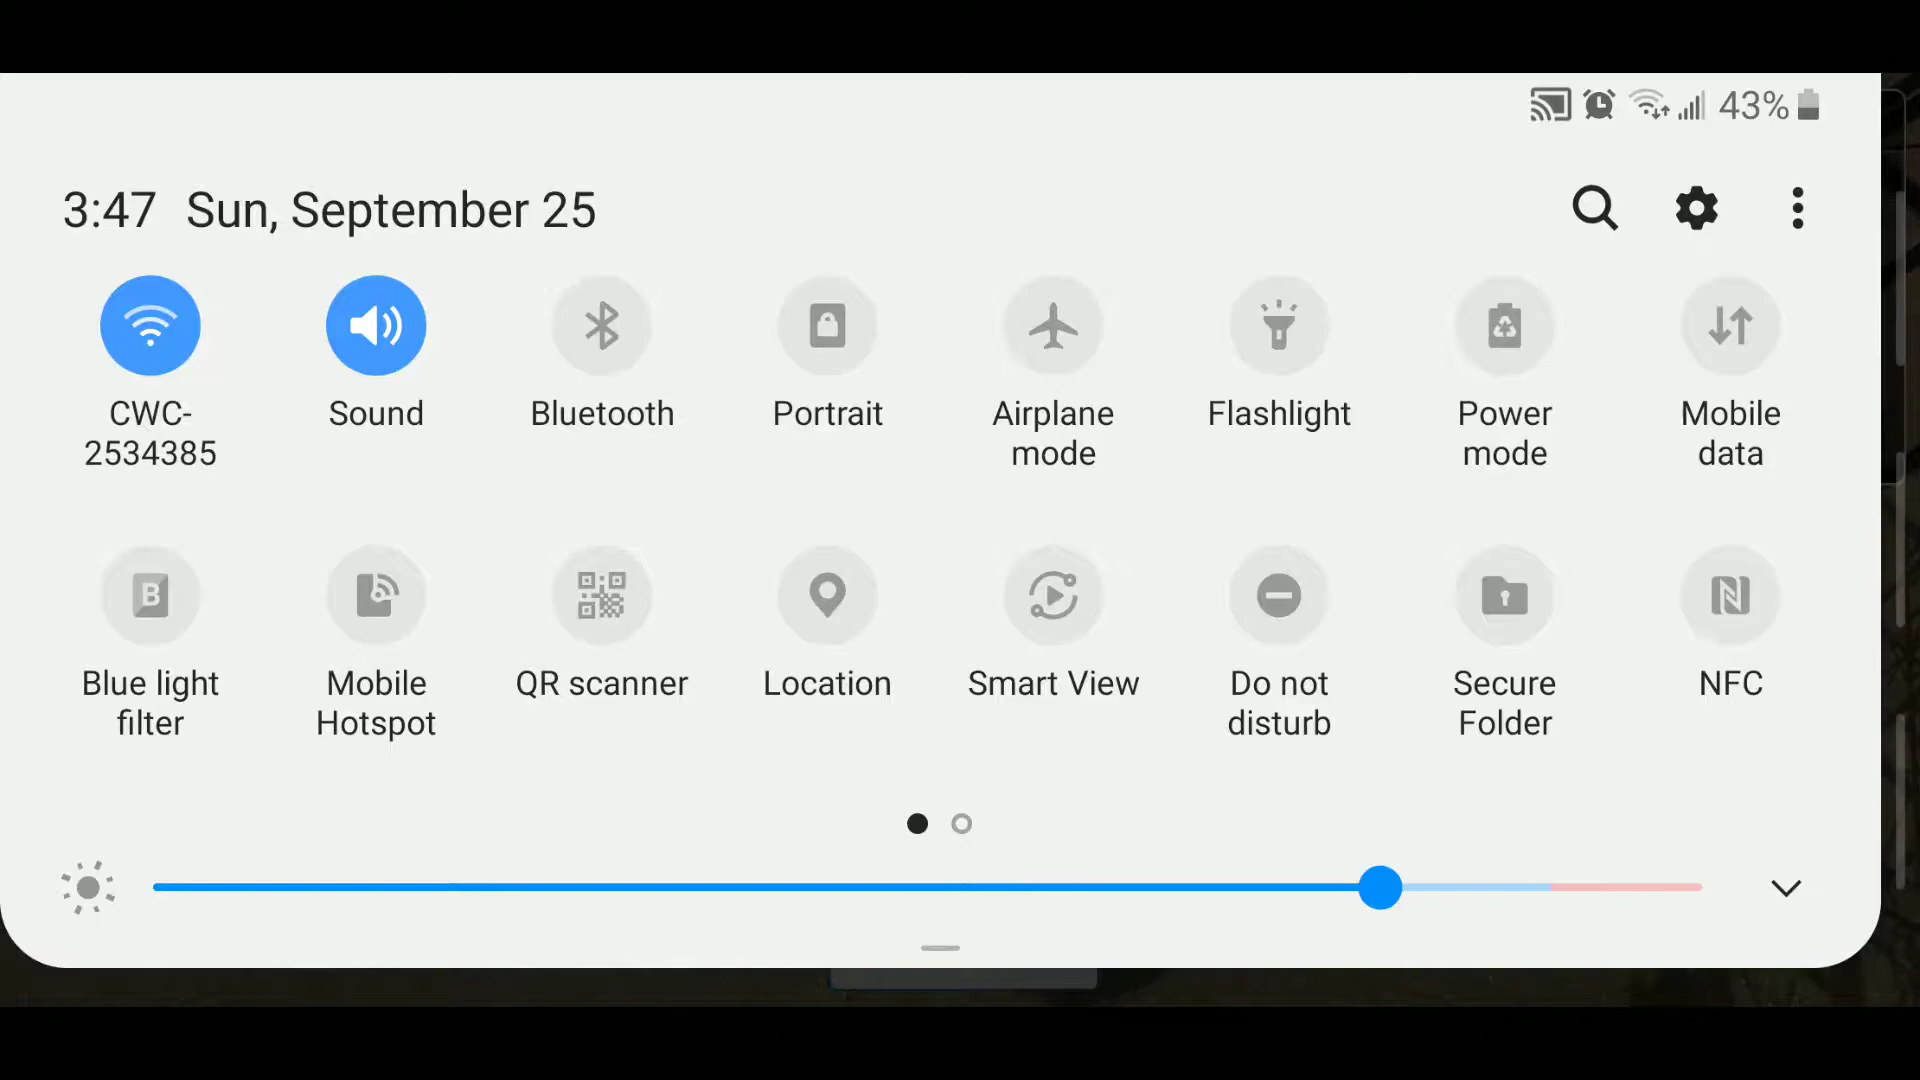 43%
3:47 Sun, September 25
CWC-
2534385
Sound
Bluetooth
Portrait
Airplane
mode
Flashlight
Power
mode
Mobile
data
B
Blue light
filter
Mobile
Hotspot
QR scanner
Location
Smart View
Do not
disturb
Secure
Folder
NFC